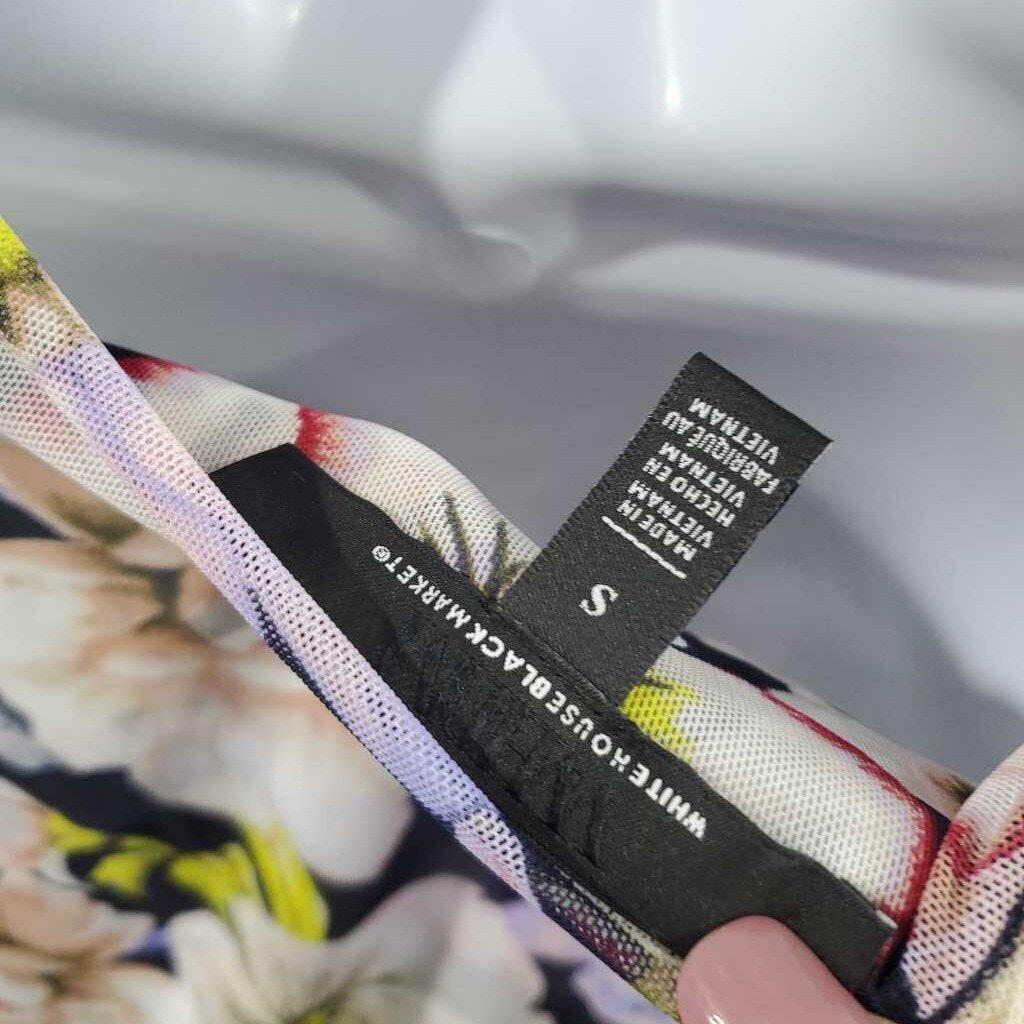 WHITEHOUSEBLACKMARKET®
S
MADE IN
VIETNAM
HECHO EN
VIETNAM
FABRIQUÉ AU
VIETNAM